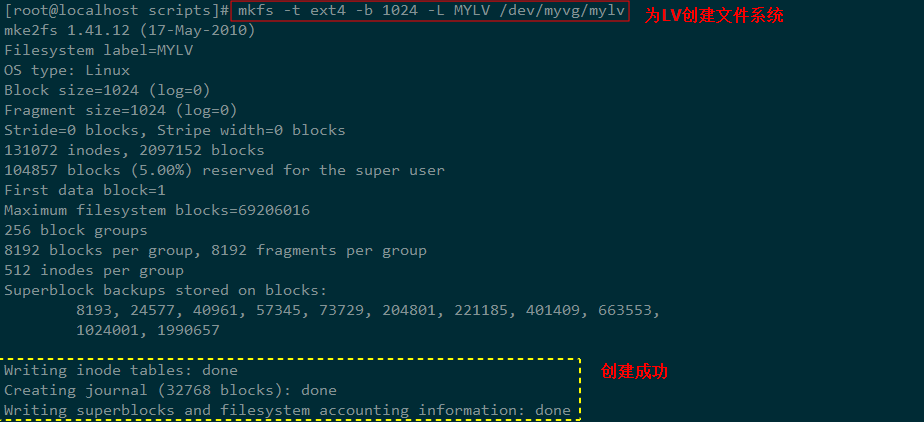 [root@localhost scripts]# mkfs -t ext4 -b 1024 -L MYLV /dev/myvg/mylv 为LV创建文件系统
mke2fs 1.41.12 (17-May-2010)
Filesystem label=MYLV
OS type: Linux
Block size=1024 (log=0)
Fragment size=1024 (log=0)
Stride=0 blocks, Stripe width=0 blocks
131072 inodes, 2097152 blocks
104857 blocks (5.00%) reserved for the super user
First data block=1
Maximum filesystem blocks=69206016
256 block groups
8192 blocks per group, 8192 fragments per group
512 inodes per group
Superblock backups stored on blocks:
8193, 24577, 40961, 57345, 73729, 204801, 221185, 401409, 663553,
1024001, 1990657
Writing inode tables: done 创建成功
Creating journal (32768 blocks): done
Writing superblocks and filesystem accounting information: done